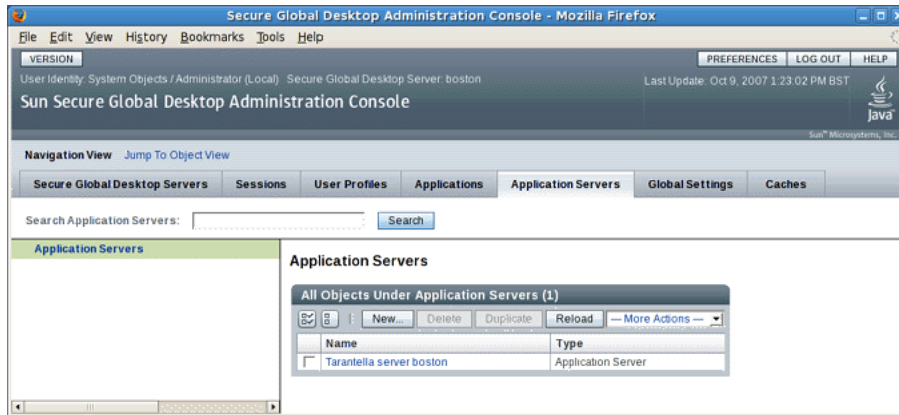 Secure Global Desktop Administration Console - Mozilla Firefox
File Edit View History Bookmarks Tools Help
VERSION PREFERENCES LOG OUT HELP
User Identity: System Objects / Administrator (Local) Secure Global Desktop Server: boston Last Update: Oct 9, 2007 1:23:02 PM BST
Sun Secure Global Desktop Administration Console
Java
Sun™ Microsystems, Inc.
Navigation View Jump To Object View
Secure Global Desktop Servers Sessions User Profiles Applications Application Servers Global Settings Caches
Search Application Servers: Search
Application Servers
Application Servers
All Objects Under Application Servers (1)
New... Delete Duplicate Reload — More Actions —
Name Type
Tarantella server boston Application Server